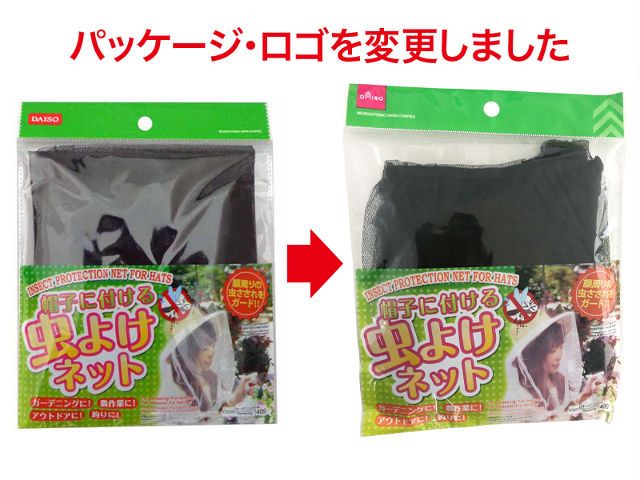 パッケージ・ロゴを変更しました
DAISO
INSECT PROTECTION NET FOR HATS
帽子に付ける
虫よけ
ネット
顔周りの
虫さされを
ガード!!
ガーデニングに! 農作業に!
アウトドアに! 釣りに!
409
DAISO
INSECT PROTECTION NET FOR HATS
帽子に付ける
虫よけ
ネット
顔周りの
虫さされを
ガード!!
ガーデニングに! 農作業に!
アウトドアに! 釣りに!
409